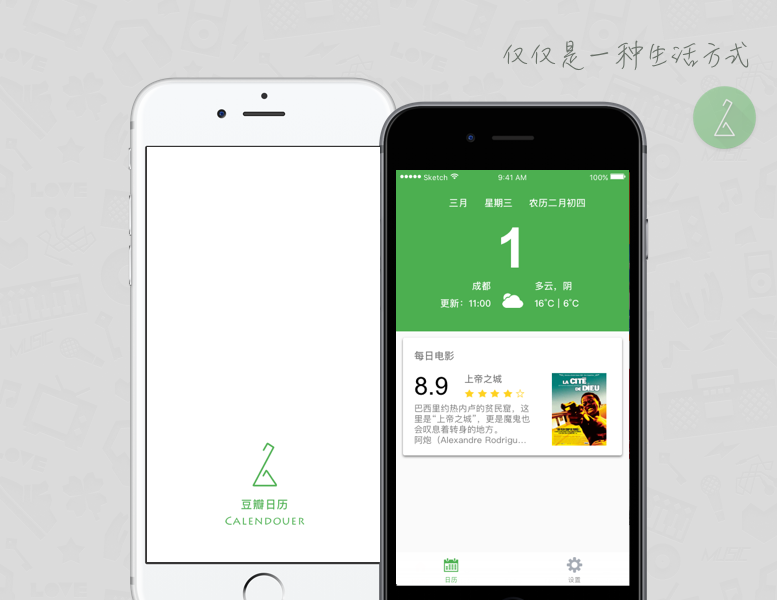 仅仅是一种生活方式
Sketch 9:41 AM 100%
三月 星期三 农历二月初四
1
成都 多云，阴
更新：11:00 16°C | 6°C
每日电影
8.9
上帝之城
巴西里约热内卢的贫民窟，这
里是“上帝之城”，更是魔鬼也
会叹息着转身的地方。
阿炮（Alexandre Rodrigu...
LA CITE
DE DIEU
日历 设置
豆瓣日历
CALENDOUER